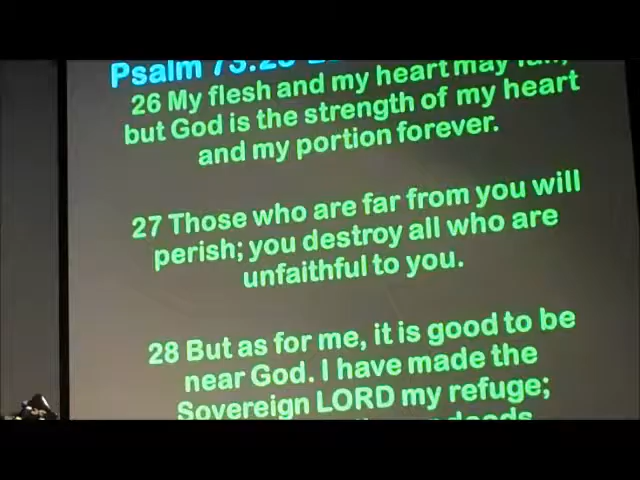 Psalm 73:26
26 My flesh and my heart may fail,
but God is the strength of my heart
and my portion forever.
27 Those who are far from you will
perish; you destroy all who are
unfaithful to you.
28 But as for me, it is good to be
near God. I have made the
Sovereign LORD my refuge;
deeds